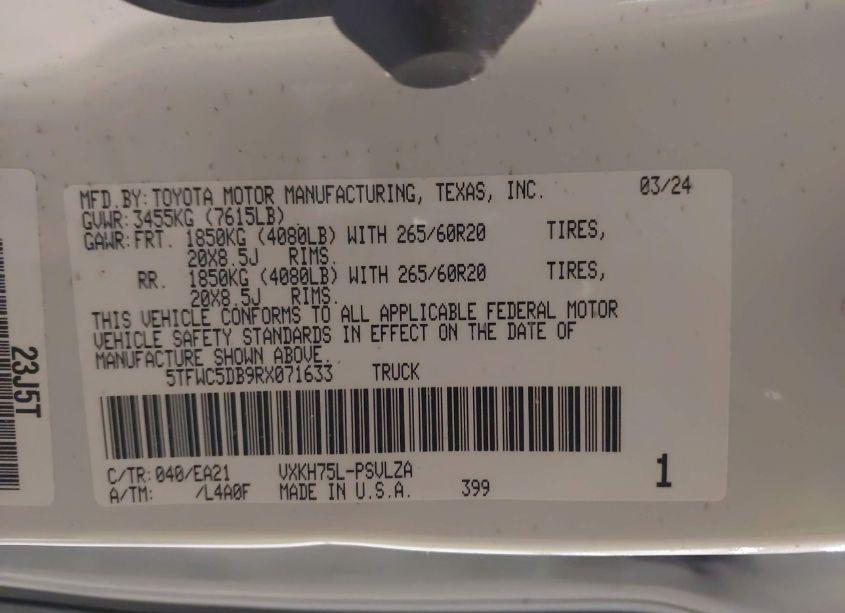 MFD.BY:TOYOTA MOTOR MANUFACTURING, TEXAS, INC. 03/24
GVWR:3455KG (7615LB)
GAWR:FRT. 1850KG (4080LB) WITH 265/60R20 TIRES,
20X8.5J RIMS.
RR. 1850KG (4080LB) WITH 265/60R20 TIRES,
20X8.5J RIMS.
THIS VEHICLE CONFORMS TO ALL APPLICABLE FEDERAL MOTOR
VEHICLE SAFETY STANDARDS IN EFFECT ON THE DATE OF
MANUFACTURE SHOWN ABOVE.
5TFWC5DB9RX071633 TRUCK
C/TR:040/EA21 VXKH75L-PSVLZA
A/TM: /L4A0F MADE IN U.S.A. 399 1
23J5T